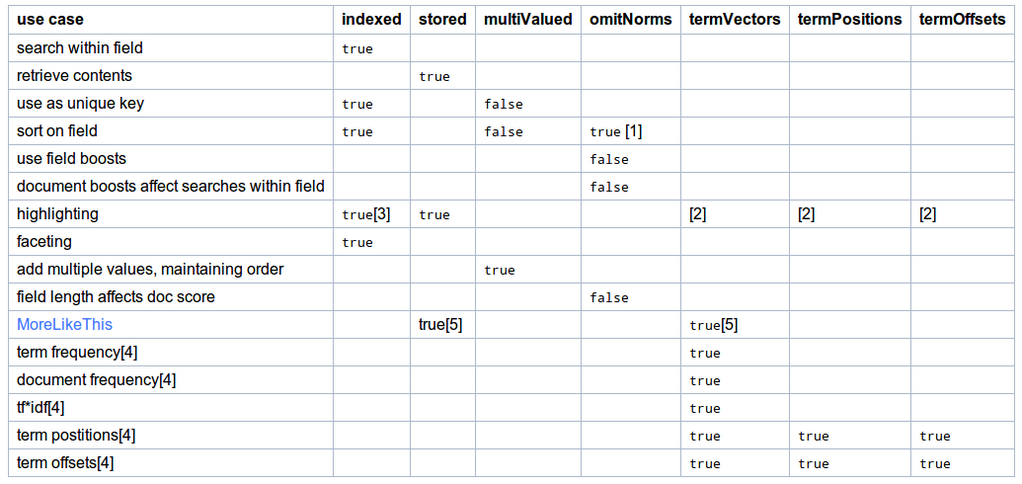 use case indexed stored multiValued omitNorms termVectors termPositions termOffsets
search within field true
retrieve contents true
use as unique key true false
sort on field true false true [1]
use field boosts false
document boosts affect searches within field false
highlighting true[3] true [2] [2] [2]
faceting true
add multiple values, maintaining order true
field length affects doc score false
MoreLikeThis true[5] true[5]
term frequency[4] true
document frequency[4] true
tf*idf[4] true
term postitions[4] true true true
term offsets[4] true true true